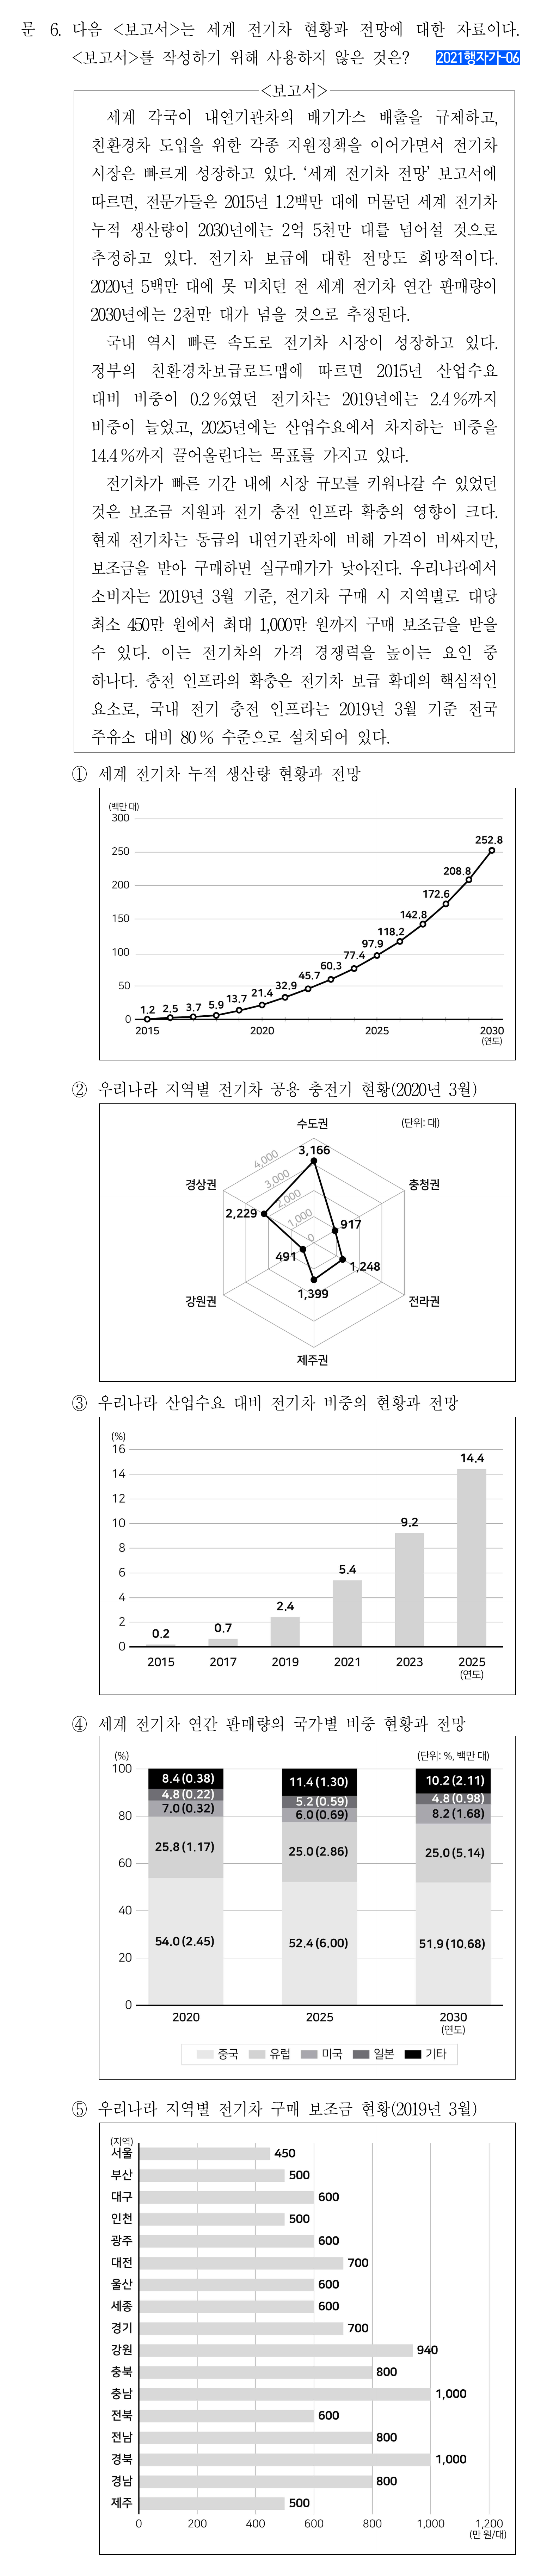 문 6. 다음 <보고서>는 세계 전기차 현황과 전망에 대한 자료이다.
<보고서>를 작성하기 위해 사용하지 않은 것은? 2021행자가-06
<보고서>
세계 각국이 내연기관차의 배기가스 배출을 규제하고,
친환경차 도입을 위한 각종 지원정책을 이어가면서 전기차
시장은 빠르게 성장하고 있다. ‘세계 전기차 전망’ 보고서에
따르면, 전문가들은 2015년 1.2백만 대에 머물던 세계 전기차
누적 생산량이 2030년에는 2억 5천만 대를 넘어설 것으로
추정하고 있다. 전기차 보급에 대한 전망도 희망적이다.
2020년 5백만 대에 못 미치던 전 세계 전기차 연간 판매량이
2030년에는 2천만 대가 넘을 것으로 추정된다.
국내 역시 빠른 속도로 전기차 시장이 성장하고 있다.
정부의 친환경차보급로드맵에 따르면 2015년 산업수요
대비 비중이 0.2 %였던 전기차는 2019년에는 2.4 %까지
비중이 늘었고, 2025년에는 산업수요에서 차지하는 비중을
14.4 %까지 끌어올린다는 목표를 가지고 있다.
전기차가 빠른 기간 내에 시장 규모를 키워나갈 수 있었던
것은 보조금 지원과 전기 충전 인프라 확충의 영향이 크다.
현재 전기차는 동급의 내연기관차에 비해 가격이 비싸지만,
보조금을 받아 구매하면 실구매가가 낮아진다. 우리나라에서
소비자는 2019년 3월 기준, 전기차 구매 시 지역별로 대당
최소 450만 원에서 최대 1,000만 원까지 구매 보조금을 받을
수 있다. 이는 전기차의 가격 경쟁력을 높이는 요인 중
하나다. 충전 인프라의 확충은 전기차 보급 확대의 핵심적인
요소로, 국내 전기 충전 인프라는 2019년 3월 기준 전국
주유소 대비 80 % 수준으로 설치되어 있다.
① 세계 전기차 누적 생산량 현황과 전망
(백만 대)
300
252.8
250
208.8
200
172.6
150
142.8
118.2
100
97.9
77.4
60.3
50
45.7
32.9
21.4
13.7
5.9
3.7
2.5
1.2
0
2015 2020 2025 2030
(연도)
② 우리나라 지역별 전기차 공용 충전기 현황(2020년 3월)
수도권 (단위: 대)
3,166
4,000
3,000
2,000
1,000
0
경상권 충청권
2,229 917
491 1,248
1,399
강원권 전라권
제주권
③ 우리나라 산업수요 대비 전기차 비중의 현황과 전망
(%)
16
14.4
14
12
10
9.2
8
6
5.4
4
2.4
2
0.7
0.2
0
2015 2017 2019 2021 2023 2025
(연도)
④ 세계 전기차 연간 판매량의 국가별 비중 현황과 전망
(%) (단위: %, 백만 대)
100
8.4(0.38) 11.4(1.30) 10.2(2.11)
4.8(0.22) 5.2(0.59) 4.8(0.98)
7.0(0.32) 6.0(0.69) 8.2(1.68)
80
25.8(1.17) 25.0(2.86) 25.0(5.14)
60
40
54.0(2.45) 52.4(6.00) 51.9(10.68)
20
0
2020 2025 2030
(연도)
중국 유럽 미국 일본 기타
⑤ 우리나라 지역별 전기차 구매 보조금 현황(2019년 3월)
(지역)
서울 450
부산 500
대구 600
인천 500
광주 600
대전 700
울산 600
세종 600
경기 700
강원 940
충북 800
충남 1,000
전북 600
전남 800
경북 1,000
경남 800
제주 500
0 200 400 600 800 1,000 1,200
(만 원/대)